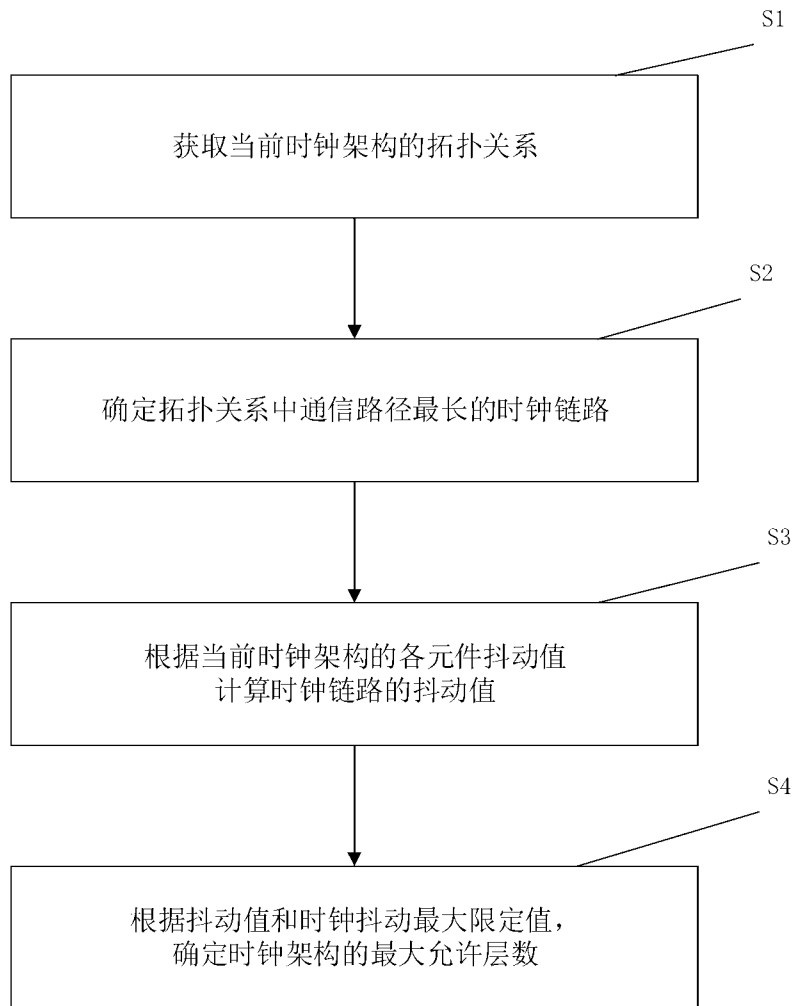 S1
获取当前时钟架构的拓扑关系
S2
确定拓扑关系中通信路径最长的时钟链路
S3
根据当前时钟架构的各元件抖动值
计算时钟链路的抖动值
S4
根据抖动值和时钟抖动最大限定值，
确定时钟架构的最大允许层数